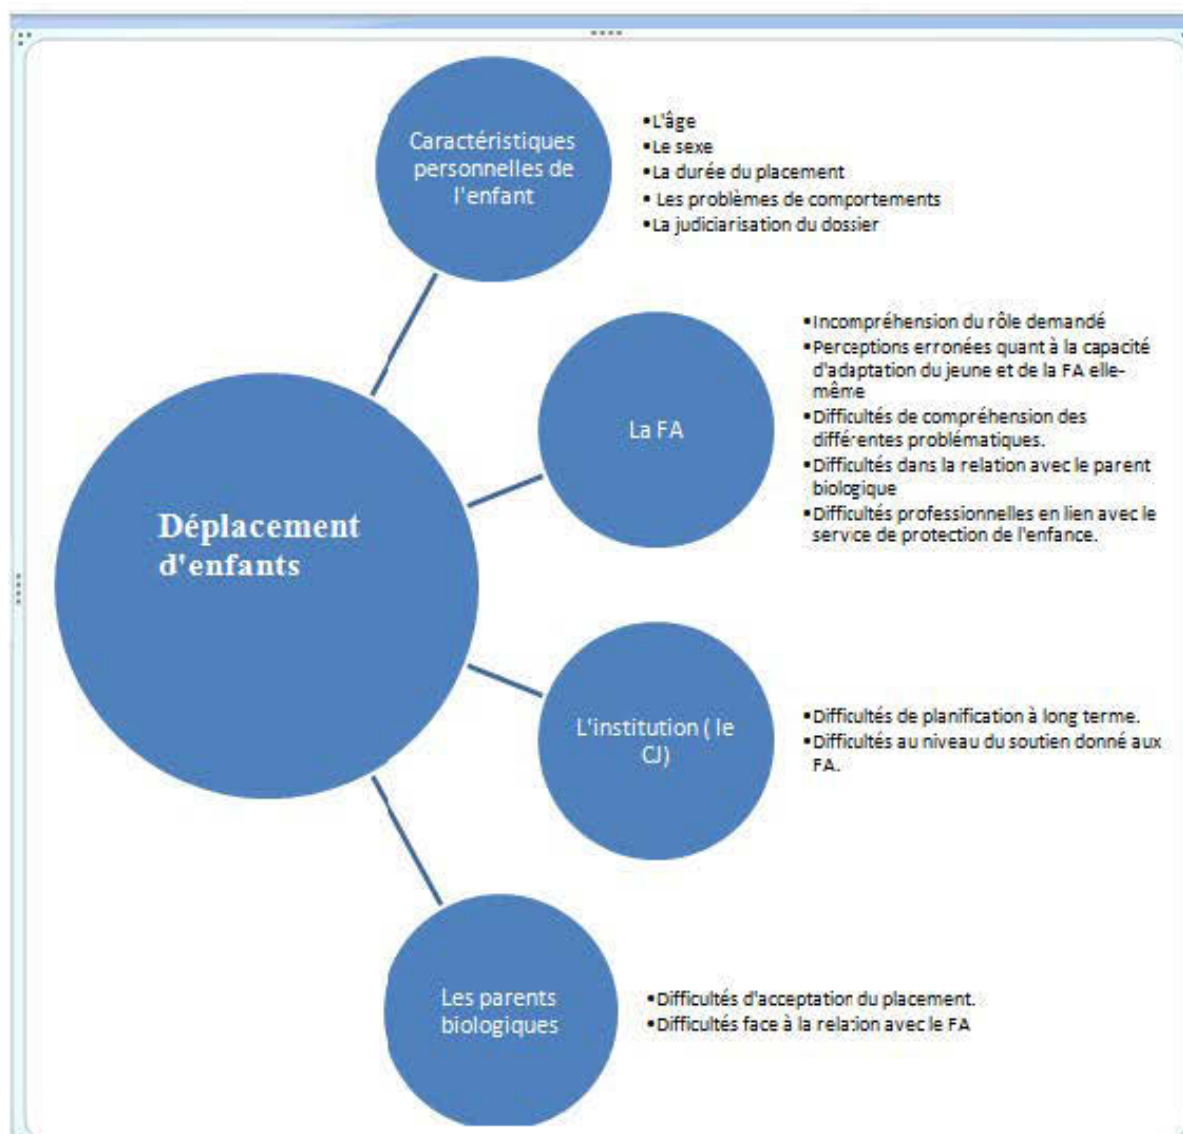 Caractéristiques
personnelles de
l'enfant
•L'âge
•Le sexe
•La durée du placement
• Les problèmes de comportements
•La judiciarisation du dossier
La FA
•Incompréhension du rôle demandé
•Perceptions erronées quant à la capacité
d'adaptation du jeune et de la FA elle-
même
•Difficultés de compréhension des
différentes problématiques.
•Difficultés dans la relation avec le parent
biologique
•Difficultés professionnelles en lien avec le
service de protection de l'enfance.
Déplacement
d'enfants
L'institution ( le
CJ)
•Difficultés de planification à long terme.
•Difficultés au niveau du soutien donné aux
FA.
Les parents
biologiques
•Difficultés d'acceptation du placement.
•Difficultés face à la relation avec le FA